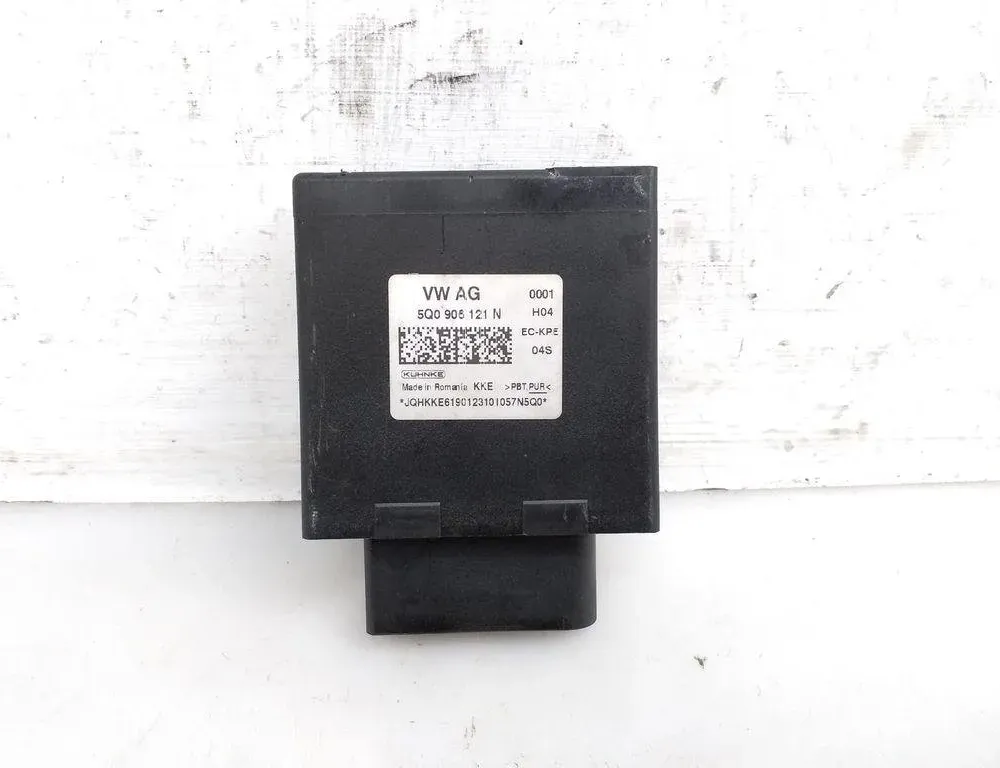 VW AG 0001
5Q0 906 121 N H04
EC-KPE
04S
KUHNKE
Made in Romania KKE >PBT,PUR<
*JQHKKE6190123101057N5Q0*